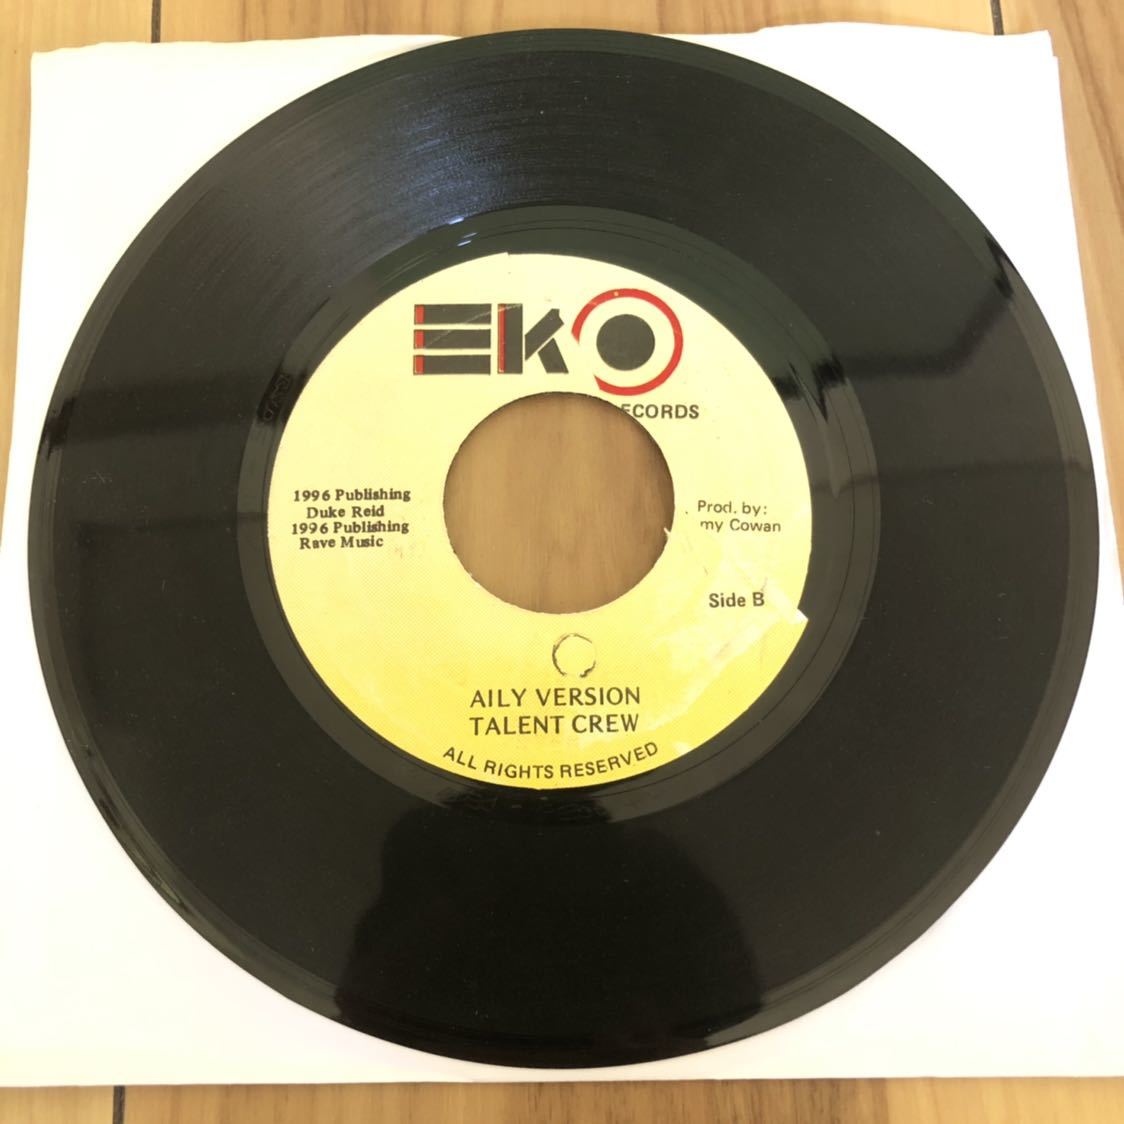 EKO
ECORDS
1996 Publishing
Duke Reid
1996 Publishing
Rave Music
Prod. by:
my Cowan
Side B
AILY VERSION
TALENT CREW
ALL RIGHTS RESERVED